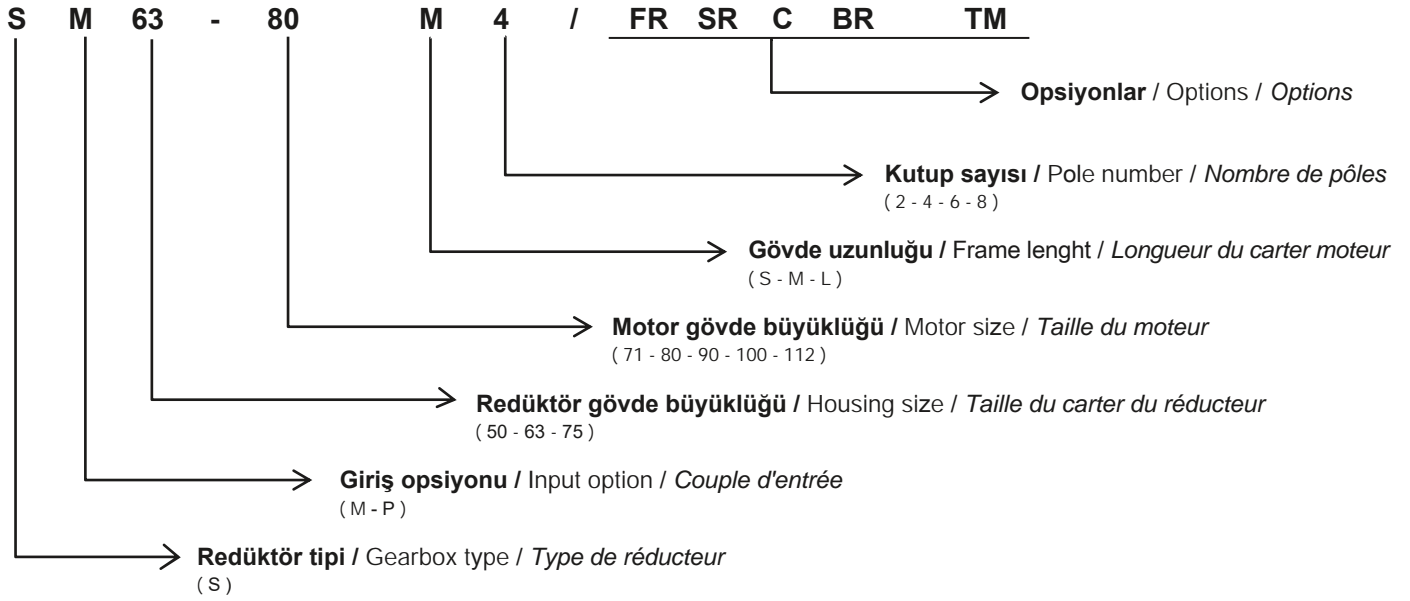 S M 63 - 80 M 4 / FR SR C BR TM
Opsiyonlar / Options / Options
Kutup sayısı / Pole number / Nombre de pôles
( 2 - 4 - 6 - 8 )
Gövde uzunluğu / Frame lenght / Longueur du carter moteur
( S - M - L )
Motor gövde büyüklüğü / Motor size / Taille du moteur
( 71 - 80 - 90 - 100 - 112 )
Redüktör gövde büyüklüğü / Housing size / Taille du carter du réducteur
( 50 - 63 - 75 )
Giriş opsiyonu / Input option / Couple d'entrée
( M - P )
Redüktör tipi / Gearbox type / Type de réducteur
( S )